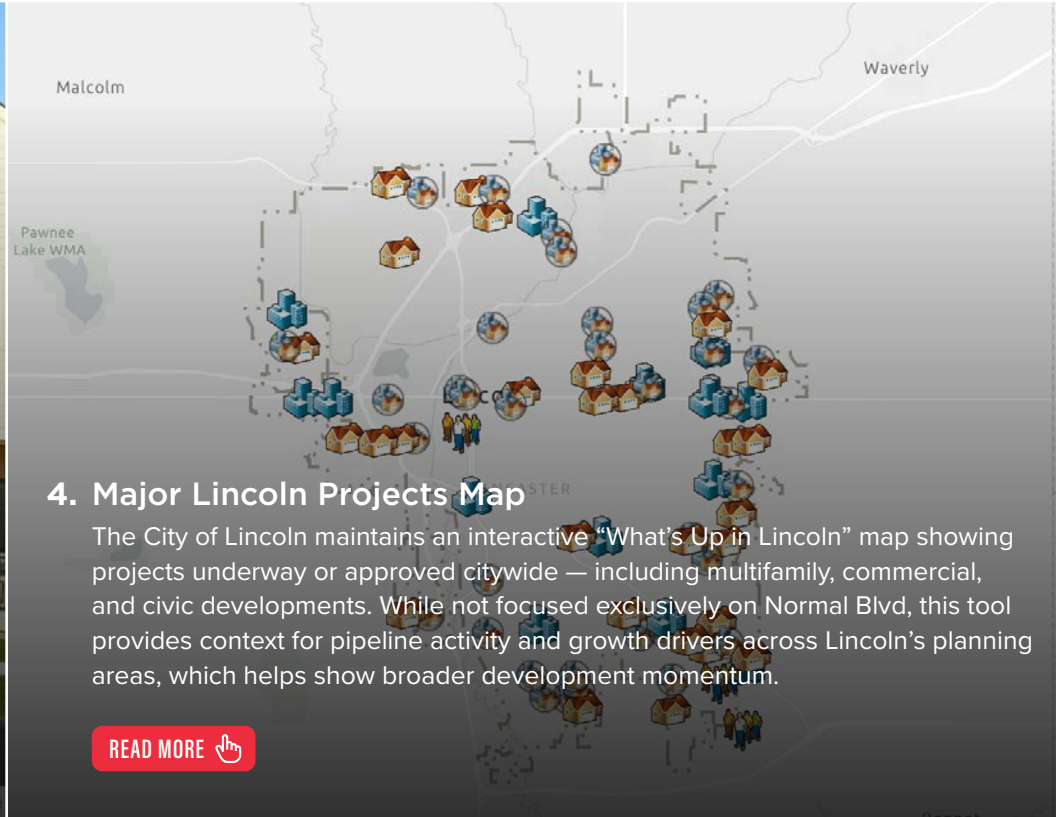 Malcolm
Waverly
Pawnee
Lake WMA
4. Major Lincoln Projects Map
The City of Lincoln maintains an interactive “What’s Up in Lincoln” map showing
projects underway or approved citywide — including multifamily, commercial,
and civic developments. While not focused exclusively on Normal Blvd, this tool
provides context for pipeline activity and growth drivers across Lincoln’s planning
areas, which helps show broader development momentum.
READ MORE